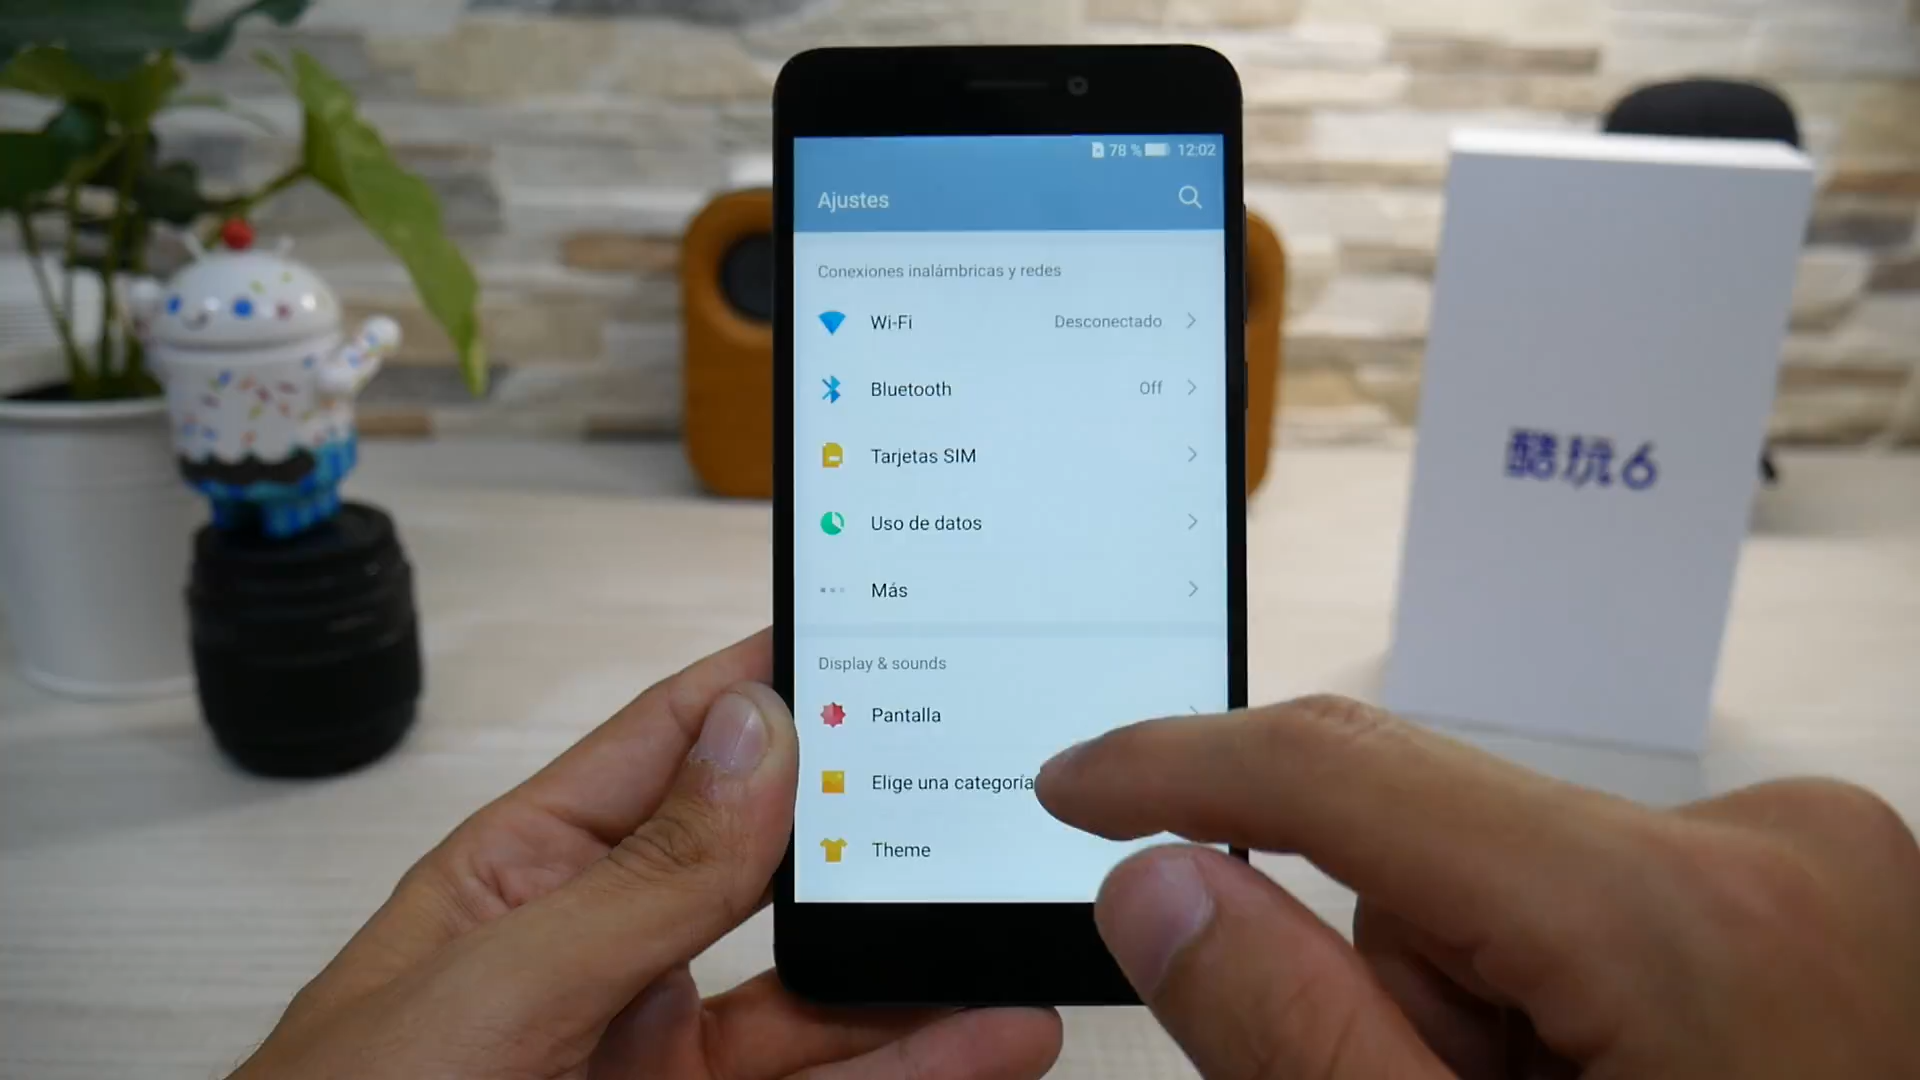 78 % 12:02
Ajustes
Conexiones inalámbricas y redes
Wi-Fi Desconectado
Bluetooth Off
Tarjetas SIM
Uso de datos
Más
Display & sounds
Pantalla
Elige una categoría
Theme
酷玩6